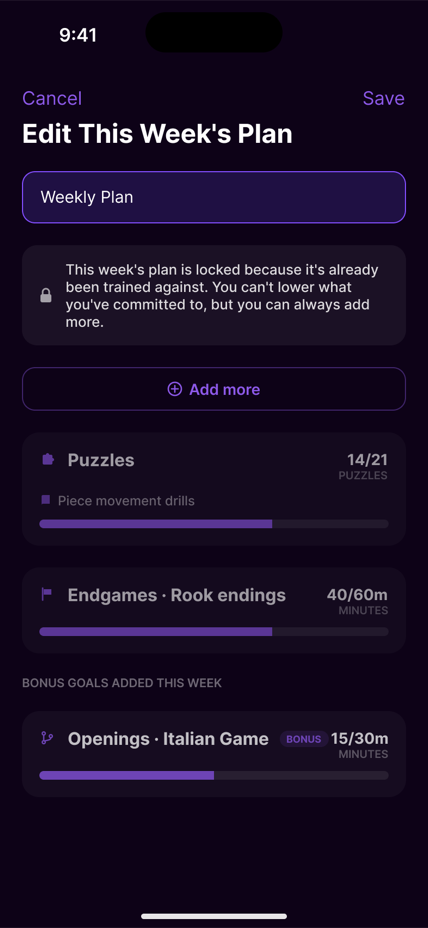 9:41
Cancel
Save
Edit This Week's Plan
Weekly Plan
This week's plan is locked because it's already
been trained against. You can't lower what
you've committed to, but you can always add
more.
Add more
Puzzles
14/21
PUZZLES
Piece movement drills
Endgames · Rook endings
40/60m
MINUTES
BONUS GOALS ADDED THIS WEEK
Openings · Italian Game
BONUS
15/30m
MINUTES